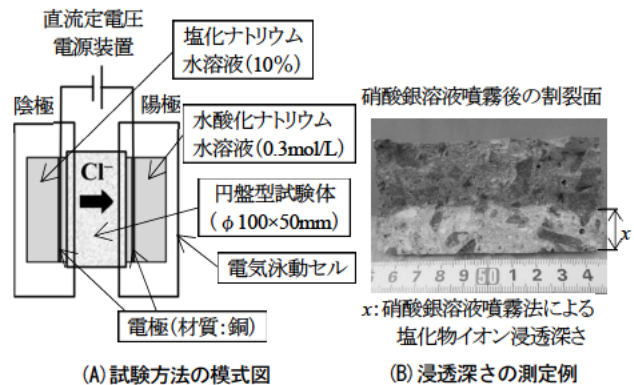 直流定電圧
電源装置
塩化ナトリウム
水溶液(10%)
陰極
陽極
水酸化ナトリウム
水溶液(0.3mol/L)
Cl⁻
円盤型試験体
(φ100×50mm)
電気泳動セル
電極(材質:銅)
(A)試験方法の模式図
硝酸銀溶液噴霧後の割裂面
x
6 7 8 9 50 1 2 3 4
x:硝酸銀溶液噴霧法による
塩化物イオン浸透深さ
(B)浸透深さの測定例